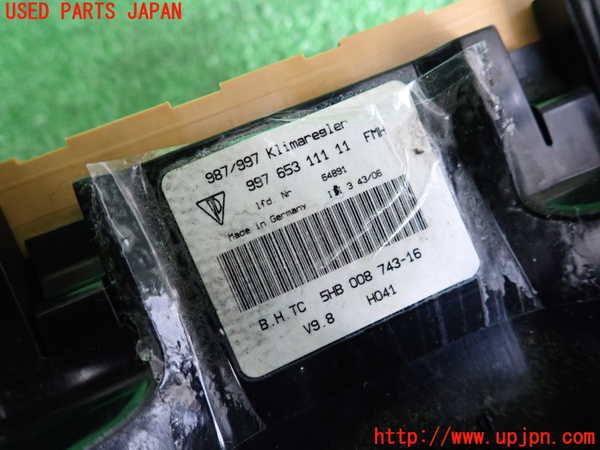 USED PARTS JAPAN
987/997 Klimaregler
997 653 111 11 FMH
lfd Nr 64891
Made in Germany 3 43/06
B.H.TC 5HB 008 743-16
V9.8 H041
http://www.upjpn.com/